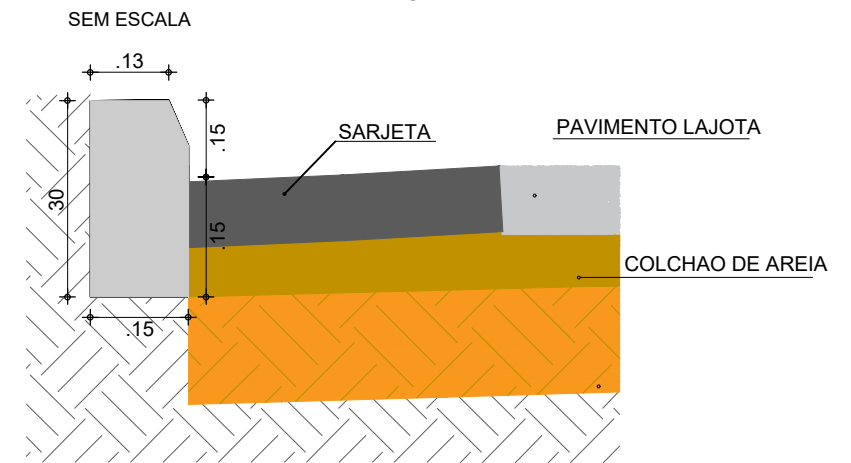 SEM ESCALA
.13
.15
SARJETA
PAVIMENTO LAJOTA
30
.15
COLCHAO DE AREIA
.15